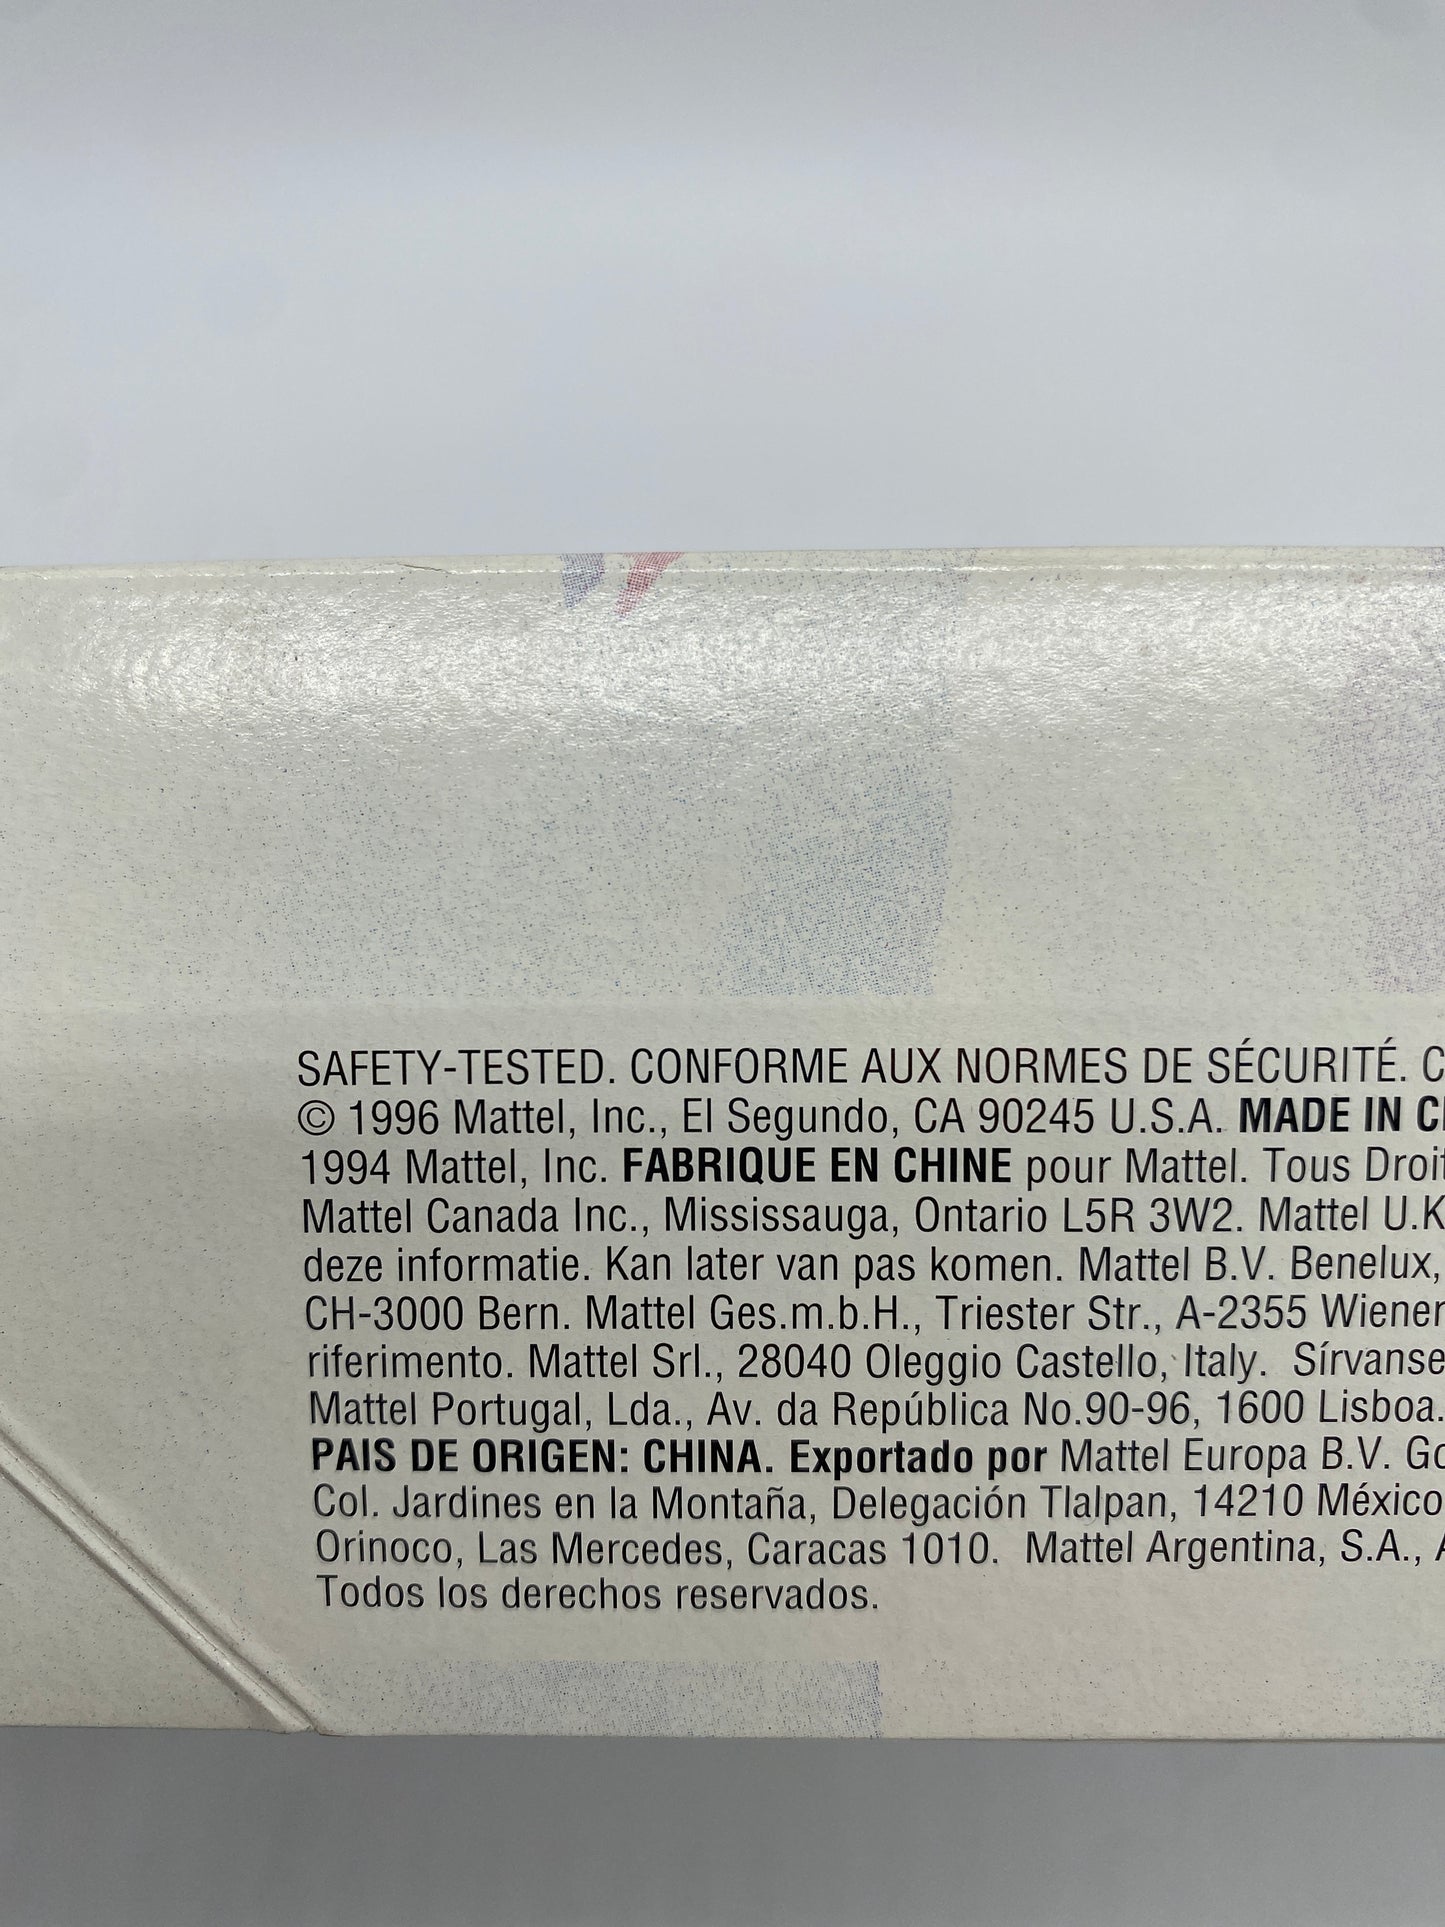 SAFETY-TESTED. CONFORME AUX NORMES DE SÉCURITÉ.
© 1996 Mattel, Inc., El Segundo, CA 90245 U.S.A. MADE IN
1994 Mattel, Inc. FABRIQUE EN CHINE pour Mattel. Tous
Mattel Canada Inc., Mississauga, Ontario L5R 3W2. Mattel
deze informatie. Kan later van pas komen. Mattel B.V. Benelux,
CH-3000 Bern. Mattel Ges.m.b.H., Triester Str., A-2355 Wiener
riferimento. Mattel Srl., 28040 Oleggio Castello, Italy. Sírvanse
Mattel Portugal, Lda., Av. da República No.90-96, 1600 Lisboa.
PAIS DE ORIGEN: CHINA. Exportado por Mattel Europa B.V.
Col. Jardines en la Montaña, Delegación Tlalpan, 14210 México
Orinoco, Las Mercedes, Caracas 1010. Mattel Argentina, S.A.,
Todos los derechos reservados.